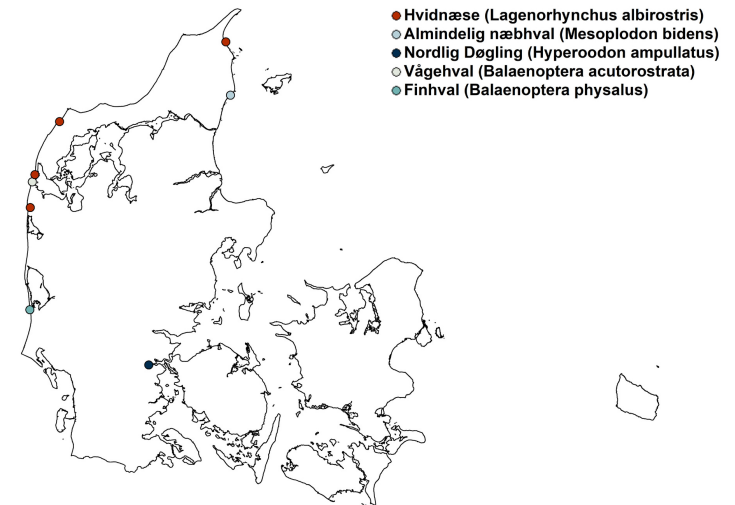 Hvidnæse (Lagenorhynchus albirostris)
Almindelig næbhval (Mesoplodon bidens)
Nordlig Døgling (Hyperoodon ampullatus)
Vågehval (Balaenoptera acutorostrata)
Finhval (Balaenoptera physalus)